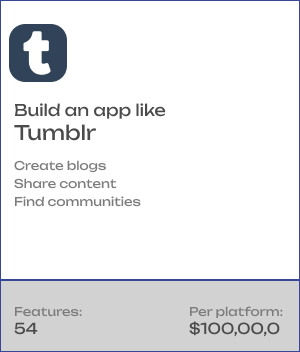 t
Build an app like
Tumblr
Create blogs
Share content
Find communities
Features:
54
Per platform:
$100,00,0